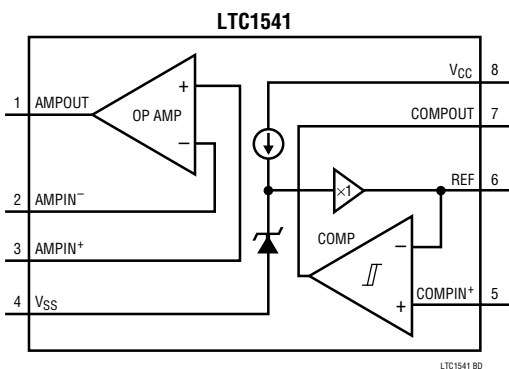 LTC1541
1 AMPOUT
2 AMPIN−
3 AMPIN+
4 VSS
OP AMP
+
−
VCC 8
COMPOUT 7
REF 6
COMPIN+ 5
×1
COMP
−
+
LTC1541 BD